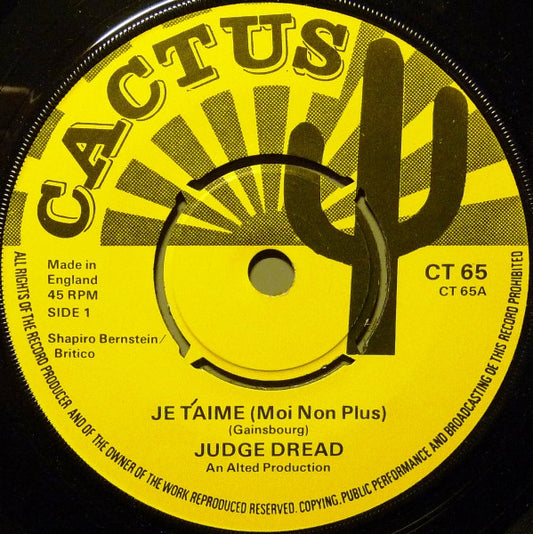 CACTUS
Made in
England
45 RPM
SIDE 1
Shapiro Bernstein/
Britico
CT 65
CT 65A
JE T'AIME (Moi Non Plus)
(Gainsbourg)
JUDGE DREAD
An Alted Production
ALL RIGHTS OF THE RECORD PRODUCER AND OF THE OWNER OF THE WORK REPRODUCED RESERVED. COPYING, PUBLIC PERFORMANCE AND BROADCASTING OE THIS RECORD PROHIBITED